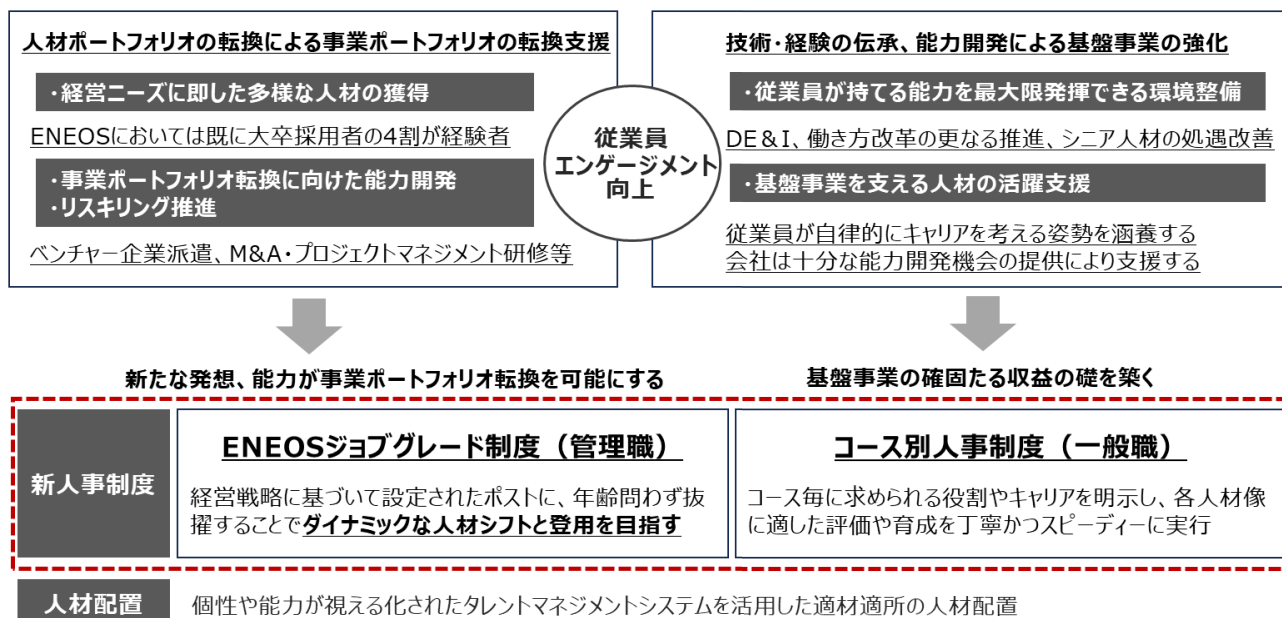 人材ポートフォリオの転換による事業ポートフォリオの転換支援
・経営ニーズに即した多様な人材の獲得
ENEOSにおいては既に大卒採用者の4割が経験者
・事業ポートフォリオ転換に向けた能力開発
・リスキリング推進
ベンチャー企業派遣、M&A・プロジェクトマネジメント研修等
従業員
エンゲージメント
向上
技術・経験の伝承、能力開発による基盤事業の強化
・従業員が持てる能力を最大限発揮できる環境整備
DE&I、働き方改革の更なる推進、シニア人材の処遇改善
・基盤事業を支える人材の活躍支援
従業員が自律的にキャリアを考える姿勢を涵養する
会社は十分な能力開発機会の提供により支援する
新たな発想、能力が事業ポートフォリオ転換を可能にする
基盤事業の確固たる収益の礎を築く
新人事制度
ENEOSジョブグレード制度（管理職）
経営戦略に基づいて設定されたポストに、年齢問わず抜
擢することでダイナミックな人材シフトと登用を目指す
コース別人事制度（一般職）
コース毎に求められる役割やキャリアを明示し、各人材像
に適した評価や育成を丁寧かつスピーディーに実行
人材配置
個性や能力が視える化されたタレントマネジメントシステムを活用した適材適所の人材配置